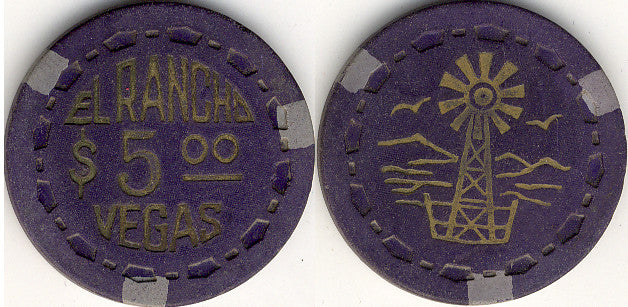 EL RANCHO
$ 5 00
VEGAS